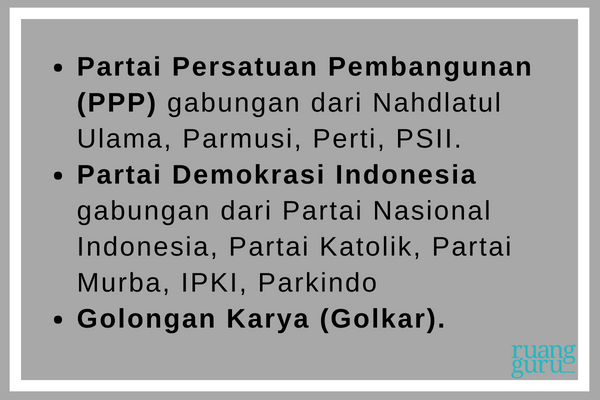 • Partai Persatuan Pembangunan
(PPP) gabungan dari Nahdlatul
Ulama, Parmusi, Perti, PSII.
• Partai Demokrasi Indonesia
gabungan dari Partai Nasional
Indonesia, Partai Katolik, Partai
Murba, IPKI, Parkindo
• Golongan Karya (Golkar).
ruang
guru_